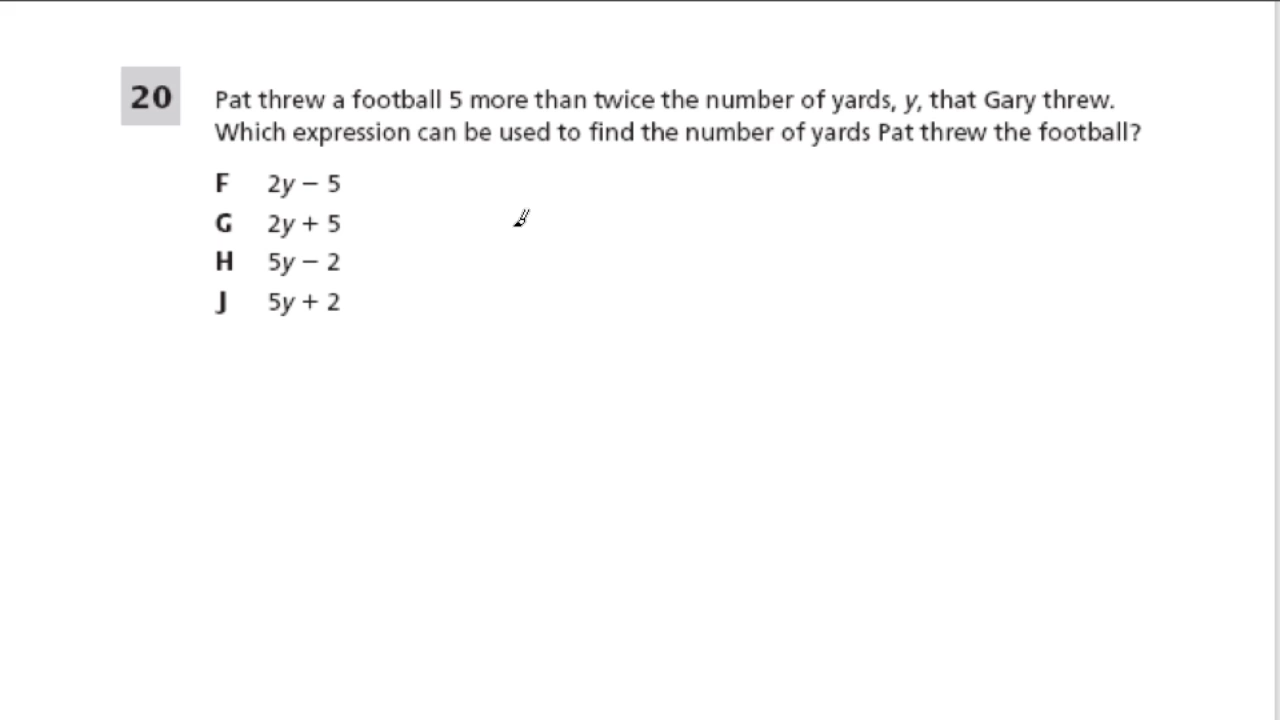 20 Pat threw a football 5 more than twice the number of yards, y, that Gary threw.
Which expression can be used to find the number of yards Pat threw the football?
F 2y – 5
G 2y + 5
H 5y – 2
J 5y + 2